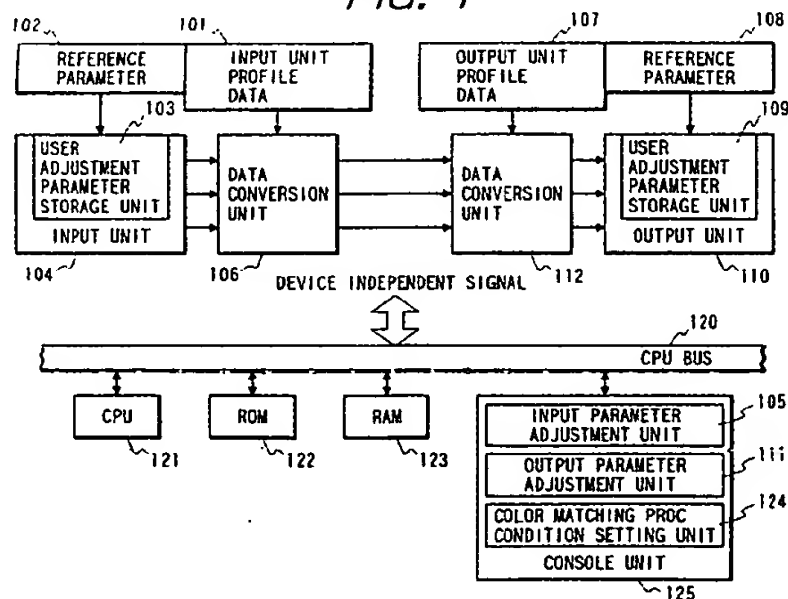 102
101
107
108
REFERENCE
PARAMETER
INPUT UNIT
PROFILE
DATA
OUTPUT UNIT
PROFILE
DATA
REFERENCE
PARAMETER
103
109
USER
ADJUSTMENT
PARAMETER
STORAGE UNIT
INPUT UNIT
DATA
CONVERSION
UNIT
DATA
CONVERSION
UNIT
USER
ADJUSTMENT
PARAMETER
STORAGE UNIT
OUTPUT UNIT
104
106
112
110
DEVICE INDEPENDENT SIGNAL
120
CPU BUS
CPU
ROM
RAM
121
122
123
INPUT PARAMETER
ADJUSTMENT UNIT
105
OUTPUT PARAMETER
ADJUSTMENT UNIT
111
COLOR MATCHING PROC
CONDITION SETTING UNIT
124
CONSOLE UNIT
125